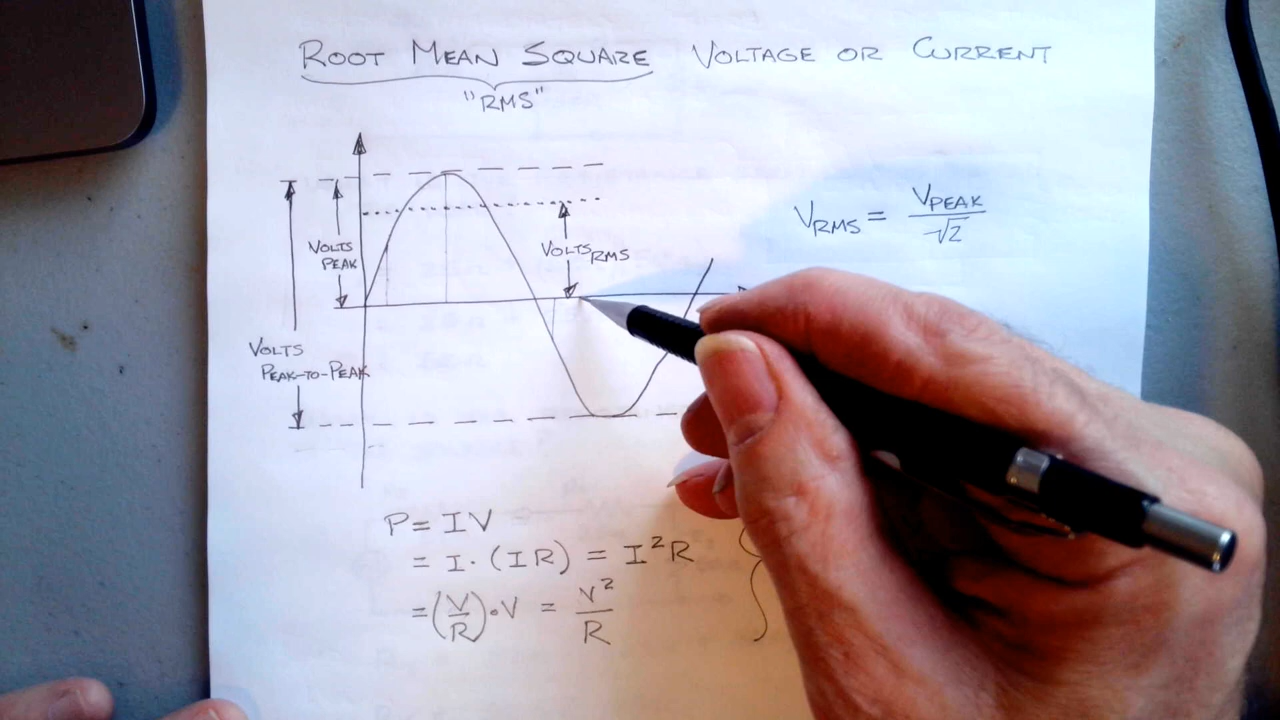 ROOT MEAN SQUARE VOLTAGE OR CURRENT
"RMS"
VOLTS
PEAK
VOLTS RMS
VRMS = VPEAK/√2
VOLTS
PEAK-TO-PEAK
P = IV
= I · (IR) = I²R
= (V/R) · V = V²/R